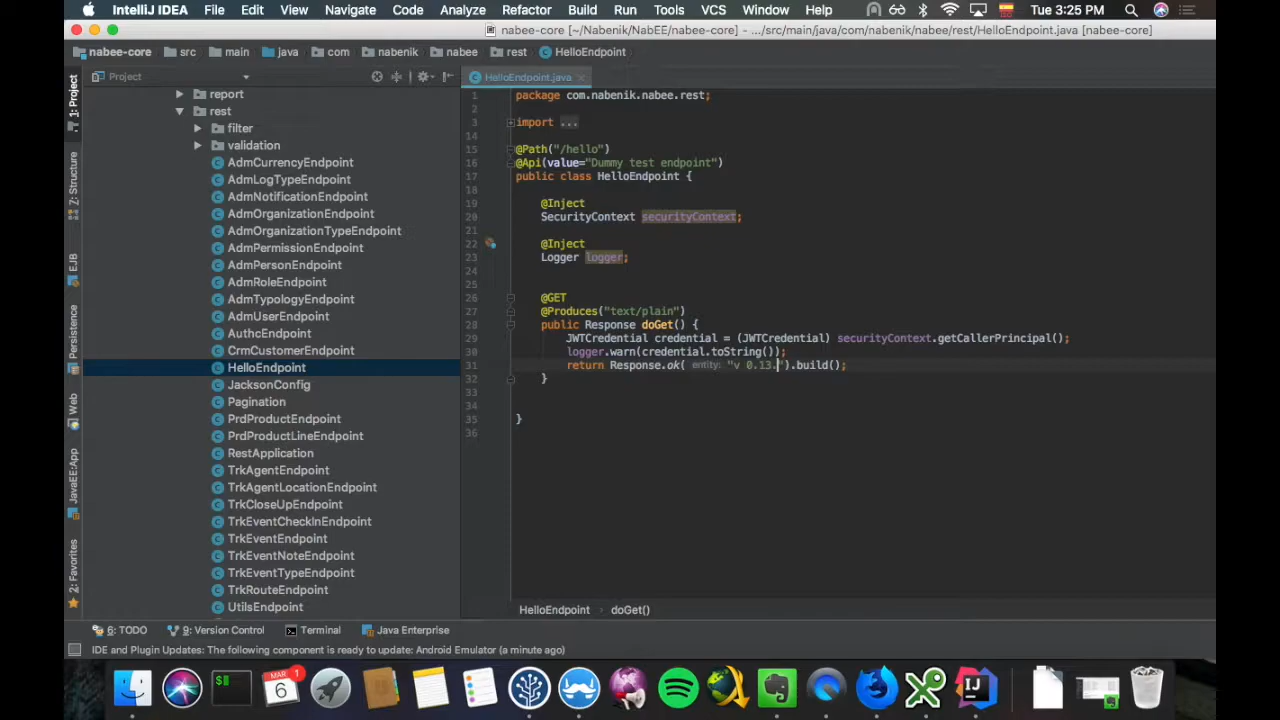 IntelliJ IDEA File Edit View Navigate Code Analyze Refactor Build Run Tools VCS Window Help Tue 3:25 PM
nabee-core [~/Nabenik/NabEE/nabee-core] - .../src/main/java/com/nabenik/nabee/rest/HelloEndpoint.java [nabee-core]
nabee-core src main java com nabenik nabee rest HelloEndpoint
Project
HelloEndpoint.java
1: Project
Z: Structure
EJB
Persistence
Web
JavaEE:App
2: Favorites
report
rest
filter
validation
AdmCurrencyEndpoint
AdmLogTypeEndpoint
AdmNotificationEndpoint
AdmOrganizationEndpoint
AdmOrganizationTypeEndpoint
AdmPermissionEndpoint
AdmPersonEndpoint
AdmRoleEndpoint
AdmTypologyEndpoint
AdmUserEndpoint
AuthcEndpoint
CrmCustomerEndpoint
HelloEndpoint
JacksonConfig
Pagination
PrdProductEndpoint
PrdProductLineEndpoint
RestApplication
TrkAgentEndpoint
TrkAgentLocationEndpoint
TrkCloseUpEndpoint
TrkEventCheckInEndpoint
TrkEventEndpoint
TrkEventNoteEndpoint
TrkEventTypeEndpoint
TrkRouteEndpoint
UtilsEndpoint
1 package com.nabenik.nabee.rest;
2
3 import ...
14
15 @Path("/hello")
16 @Api(value="Dummy test endpoint")
17 public class HelloEndpoint {
18
19 @Inject
20 SecurityContext securityContext;
21
22 @Inject
23 Logger logger;
24
25
26 @GET
27 @Produces("text/plain")
28 public Response doGet() {
29 JWTCredential credential = (JWTCredential) securityContext.getCallerPrincipal();
30 logger.warn(credential.toString());
31 return Response.ok( entity: "v 0.13.").build();
32 }
33
34
35 }
36
HelloEndpoint › doGet()
6: TODO 9: Version Control Terminal Java Enterprise
IDE and Plugin Updates: The following component is ready to update: Android Emulator (a minute ago)
MAR
6
1
$
IJ